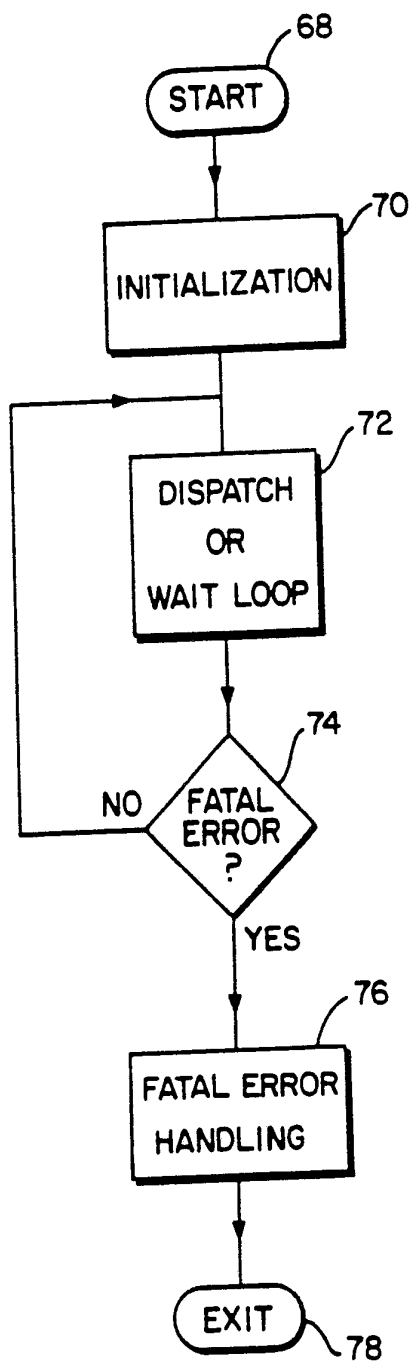 68
START
70
INITIALIZATION
72
DISPATCH
OR
WAIT LOOP
74
NO
FATAL
ERROR
?
YES
76
FATAL ERROR
HANDLING
EXIT
78